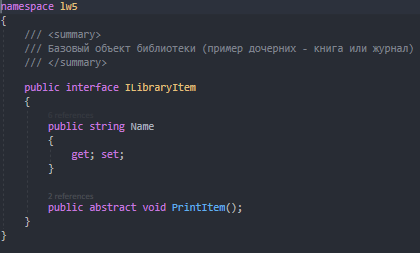 namespace lw5
{
/// <summary>
/// Базовый объект библиотеки (пример дочерних - книга или журнал)
/// </summary>
public interface ILibraryItem
{
public string Name
{
get; set;
}
2 references
public abstract void PrintItem();
}
}